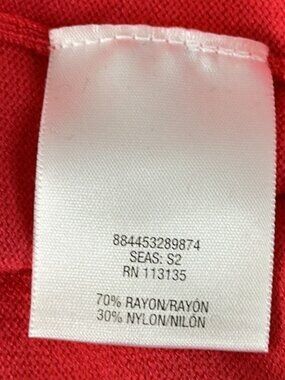 884453289874
SEAS: S2
RN 113135
70% RAYON/RAYÓN
30% NYLON/NILÓN